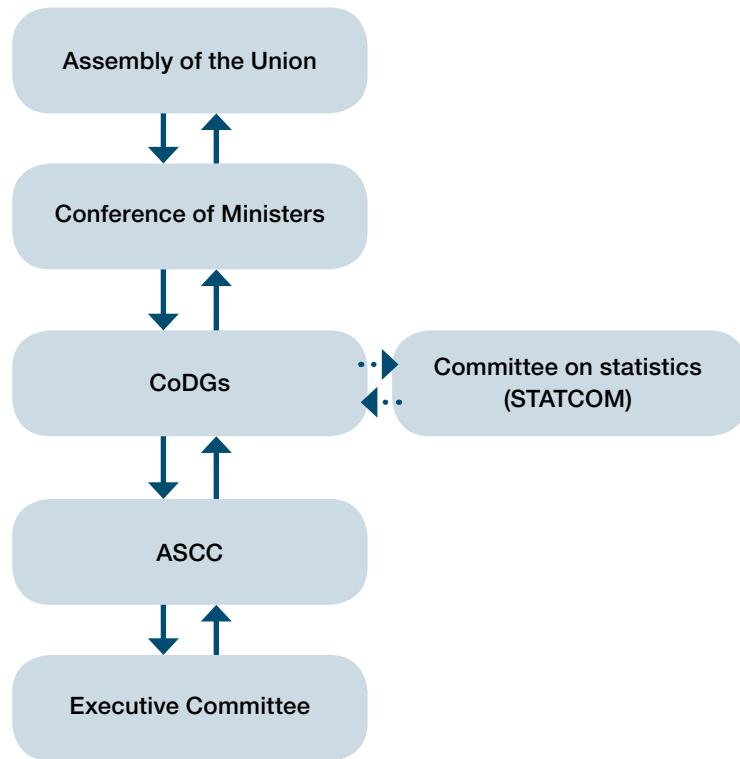 Assembly of the Union
Conference of Ministers
CoDGs
Committee on statistics
(STATCOM)
ASCC
Executive Committee